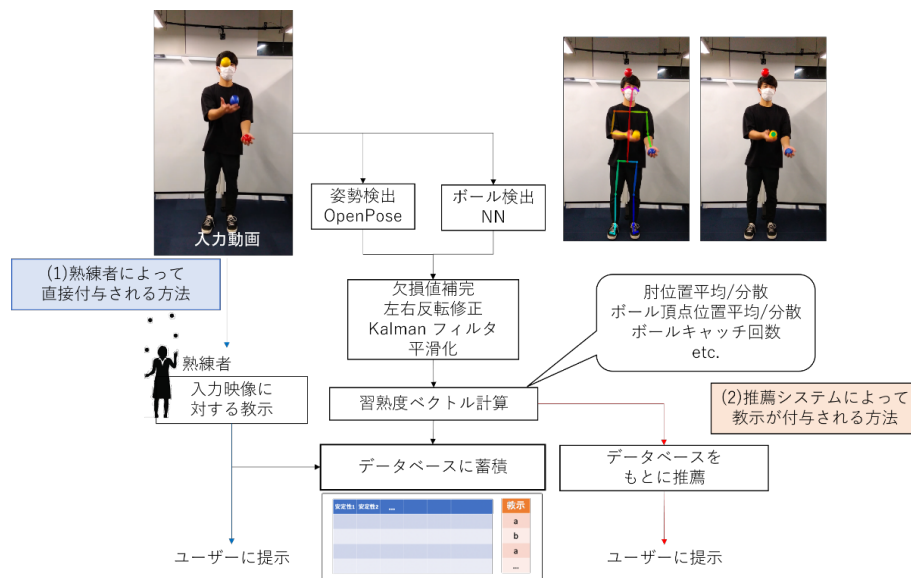 入力動画
姿勢検出
OpenPose
ボール検出
NN
(1)熟練者によって
直接付与される方法
欠損値補完
左右反転修正
Kalman フィルタ
平滑化
肘位置平均/分散
ボール頂点位置平均/分散
ボールキャッチ回数
etc.
熟練者
入力映像に
対する教示
習熟度ベクトル計算
(2)推薦システムによって
教示が付与される方法
データベースに蓄積
データベースを
もとに推薦
安定性1 安定性2 ...
教示
a
b
a
...
ユーザーに提示
ユーザーに提示